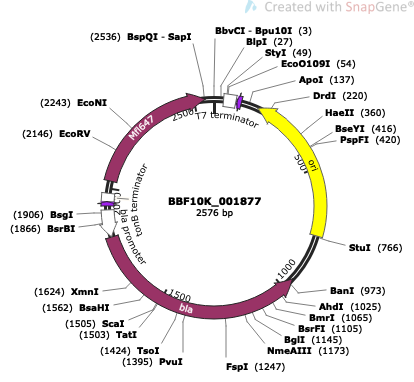 Created with SnapGene®
(2536) BspQI - SapI
BbvCI - Bpu10I (3)
BlpI (27)
StyI (49)
EcoO109I (54)
ApoI (137)
DrdI (220)
HaeII (360)
BseYI (416)
PspFI (420)
StuI (766)
BanI (973)
AhdI (1025)
BmrI (1065)
BsrFI (1105)
BglI (1145)
NmeAIII (1173)
FspI (1247)
(1395) PvuI
(1424) TsoI
(1503) TatI
(1505) ScaI
(1562) BsaHI
(1624) XmnI
(1866) BsrBI
(1906) BsgI
(2146) EcoRV
(2243) EcoNI
2500
T7 terminator
500
1000
1500
Mfl647
ori
bla
bla promoter
tonB terminator
BBF10K_001877
2576 bp